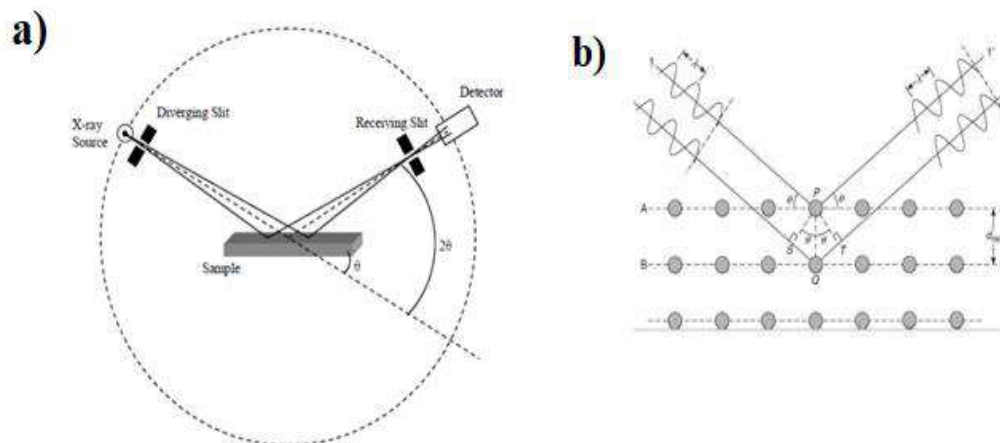 a)
X-ray
Source
Diverging Slit
Receiving Slit
Detector
Sample
θ
2θ
b)
λ
λ
P
θ
θ
A
θ
θ
S
T
B
Q